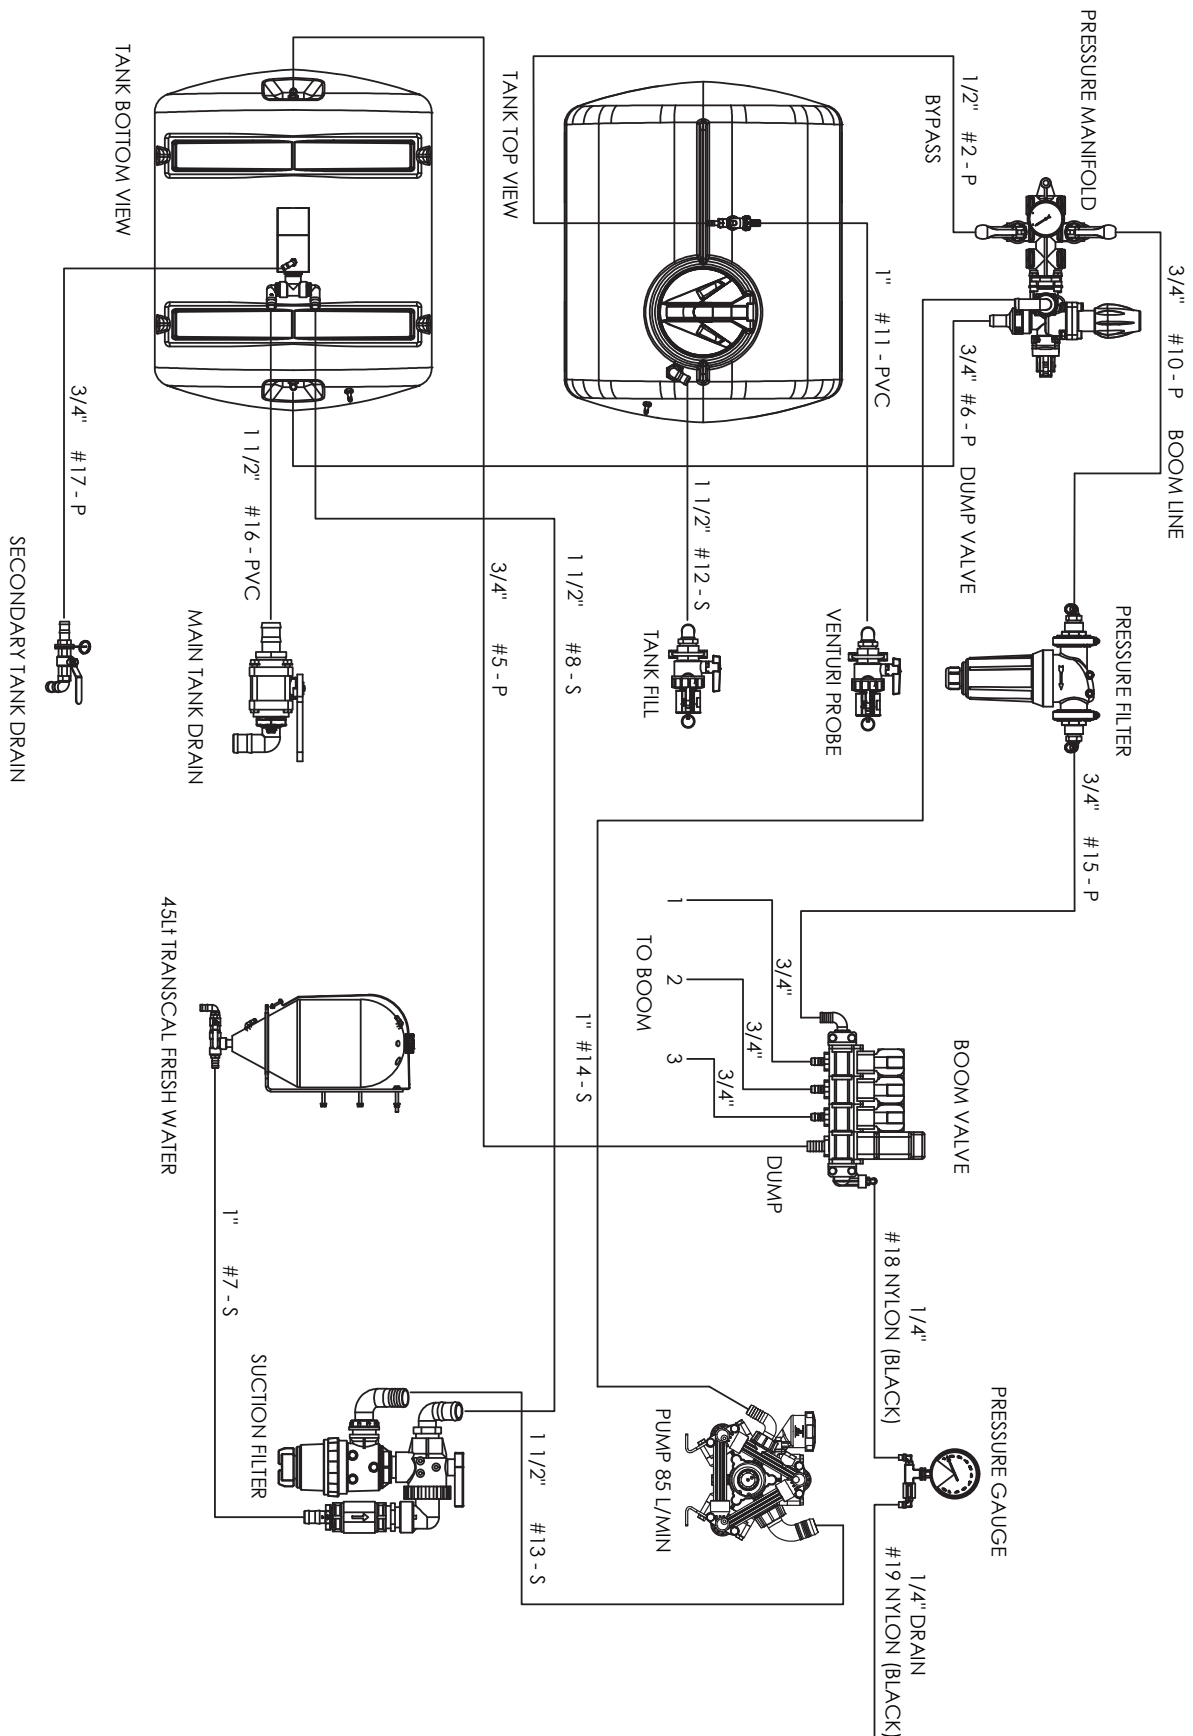 PRESSURE MANIFOLD
3/4" #10 - P BOOM LINE
1/2" #2 - P
BYPASS
3/4" #6 - P DUMP VALVE
PRESSURE FILTER
3/4" #15 - P
BOOM VALVE
1/4"
#18 NYLON (BLACK)
PRESSURE GAUGE
1/4" DRAIN
#19 NYLON (BLACK)
1" #11 - PVC
VENTURI PROBE
TANK TOP VIEW
1 1/2" #12 - S
TANK FILL
3/4"
3/4"
3/4"
1
2
3
TO BOOM
DUMP
1" #14 - S
PUMP 85 L/MIN
1 1/2" #8 - S
3/4" #5 - P
1 1/2" #13 - S
TANK BOTTOM VIEW
1 1/2" #16 - PVC
MAIN TANK DRAIN
3/4" #17 - P
SECONDARY TANK DRAIN
45Lt TRANSCAL FRESH WATER
1" #7 - S
SUCTION FILTER